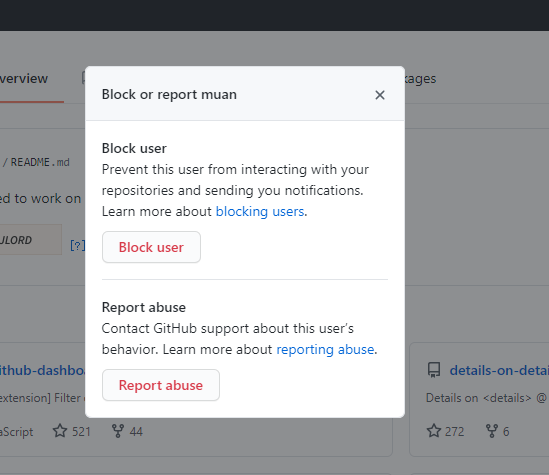 verview
kages
Block or report muan
/ README.md
Block user
Prevent this user from interacting with your
repositories and sending you notifications.
Learn more about blocking users.
ed to work on
ULORD [?]
Block user
Report abuse
Contact GitHub support about this user's
behavior. Learn more about reporting abuse.
Report abuse
ithub-dashboa
extension] Filter
aScript 521 44
details-on-detai
Details on <details> @
272 6